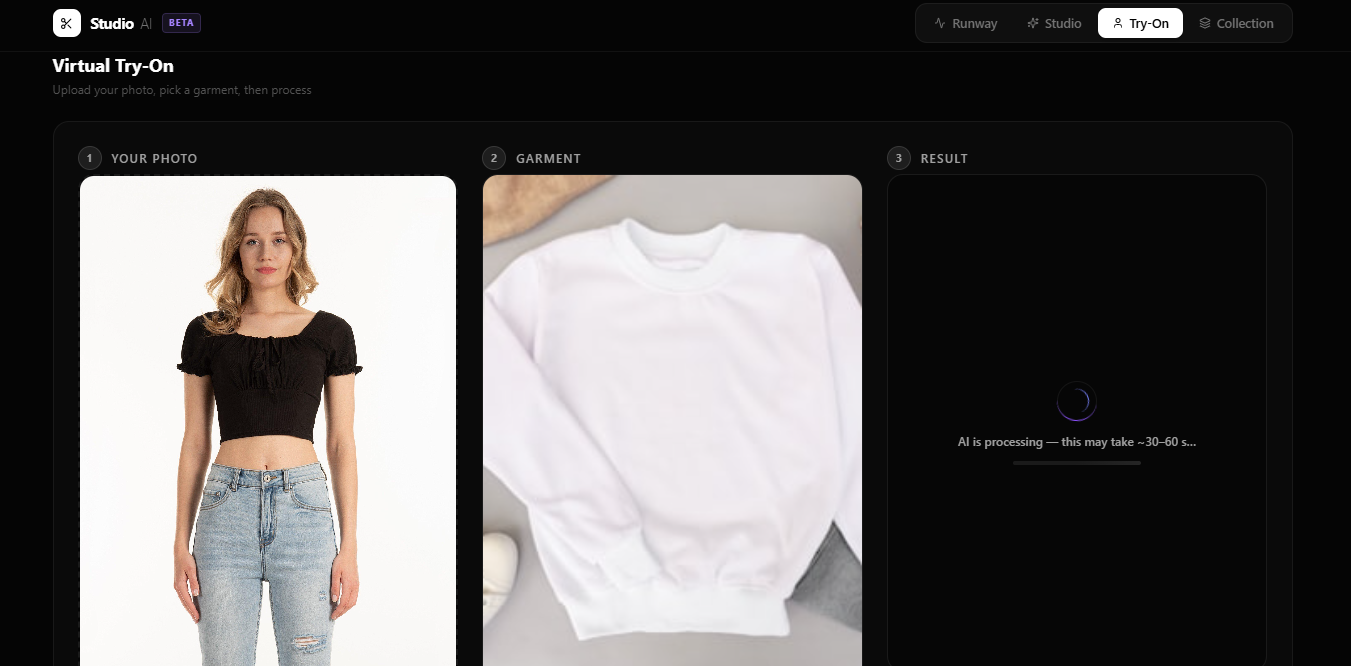 Studio AI BETA
Runway
Studio
Try-On
Collection
Virtual Try-On
Upload your photo, pick a garment, then process
1 YOUR PHOTO
2 GARMENT
3 RESULT
AI is processing — this may take ~30–60 s...